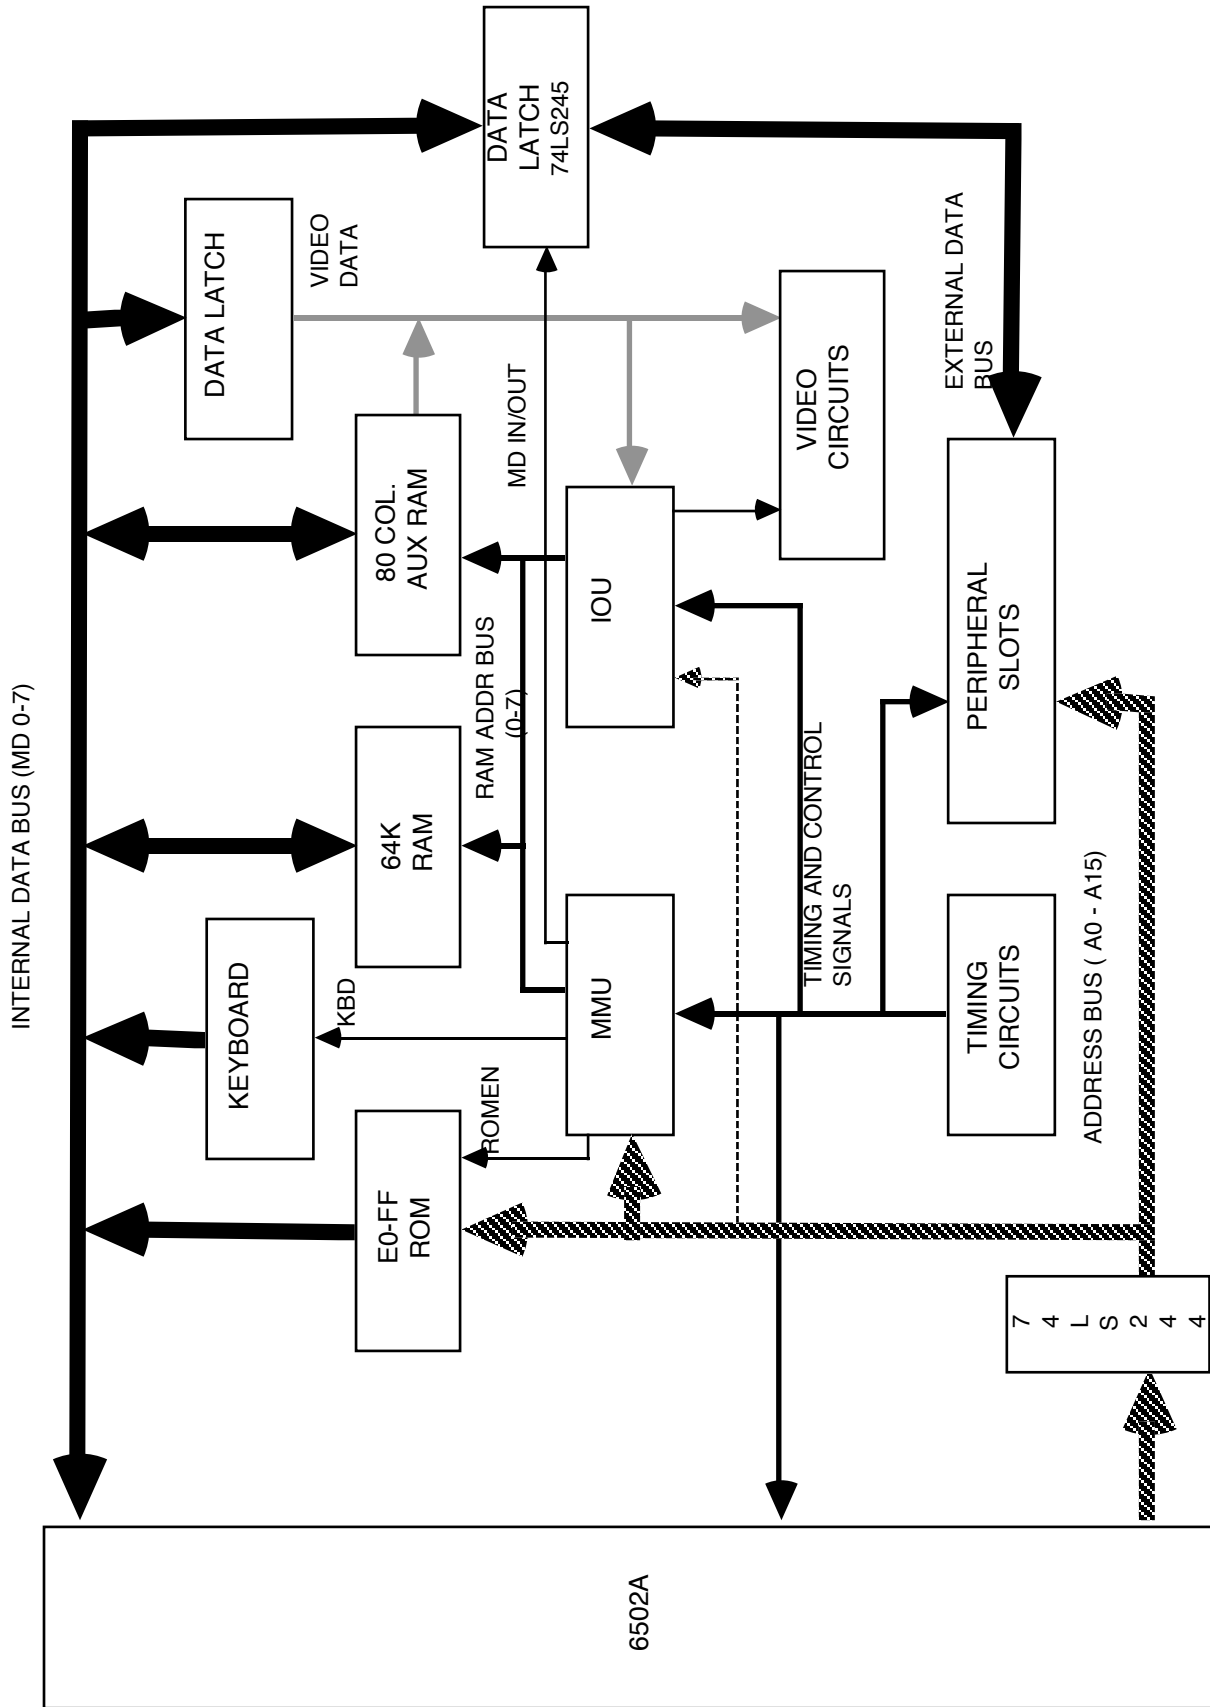 INTERNAL DATA BUS (MD 0-7)
6502A
E0-FF
ROM
ROMEN
KEYBOARD
KBD
64K
RAM
RAM ADDR BUS
(0-7)
80 COL.
AUX RAM
DATA LATCH
VIDEO
DATA
DATA
LATCH
74LS245
MD IN/OUT
MMU
IOU
VIDEO
CIRCUITS
TIMING AND CONTROL
SIGNALS
TIMING
CIRCUITS
PERIPHERAL
SLOTS
EXTERNAL DATA
BUS
ADDRESS BUS ( A0 - A15)
7
4
L
S
2
4
4